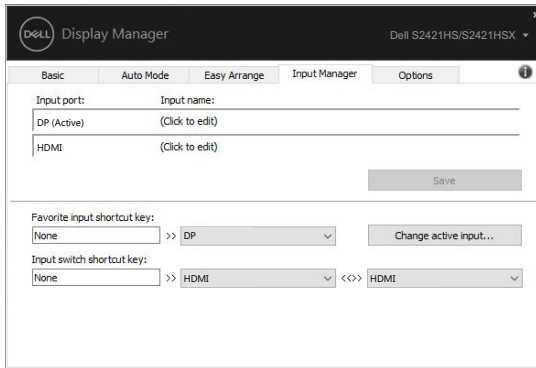 DELL Display Manager Dell S2421HS/S2421HSX
Basic Auto Mode Easy Arrange Input Manager Options
Input port: Input name:
DP (Active) (Click to edit)
HDMI (Click to edit)
Save
Favorite input shortcut key:
None >> DP Change active input...
Input switch shortcut key:
None >> HDMI <<>> HDMI